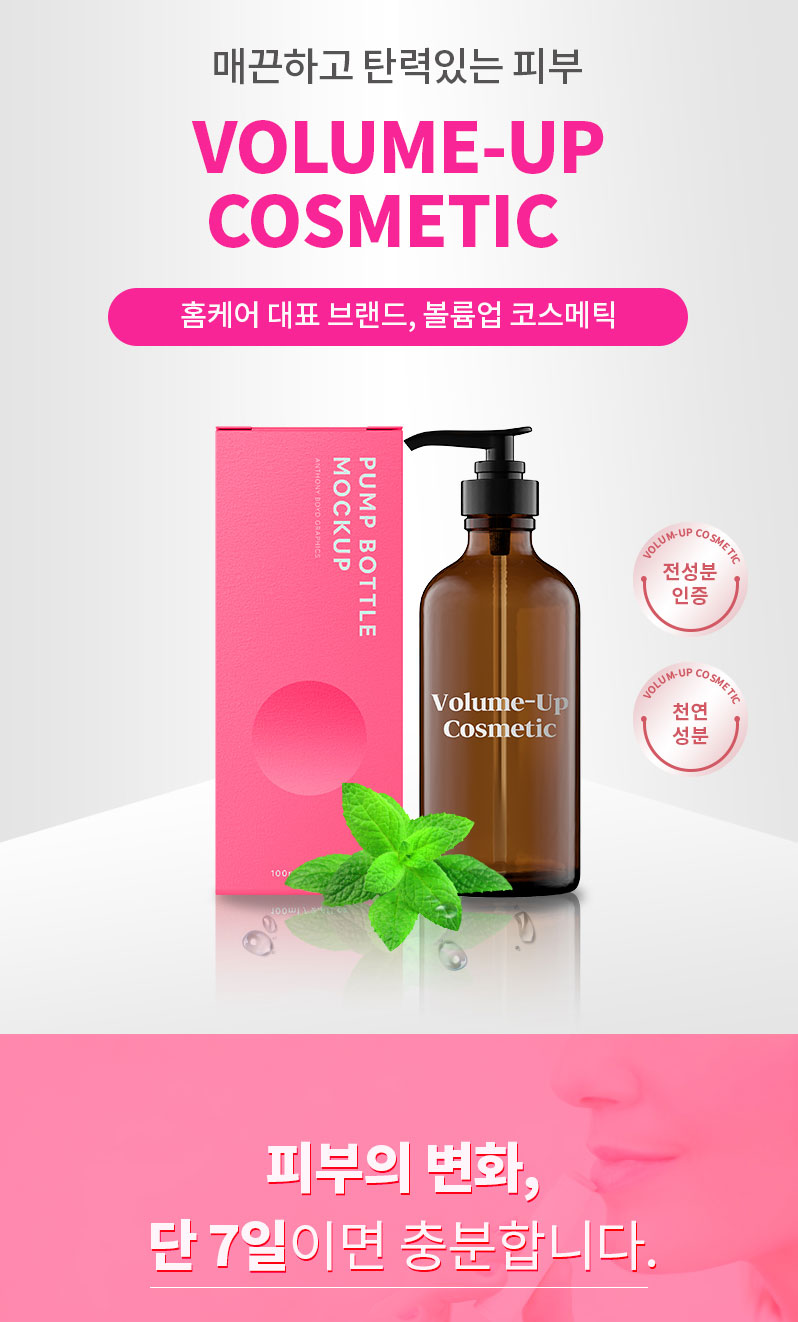 매끈하고 탄력있는 피부
VOLUME-UP
COSMETIC
홈케어 대표 브랜드, 볼륨업 코스메틱
PUMP BOTTLE
MOCKUP
ANTHONY BOYD GRAPHICS
Volume-Up
Cosmetic
VOLUM-UP COSMETIC
전성분
인증
VOLUM-UP COSMETIC
천연
성분
피부의 변화,
단 7일이면 충분합니다.